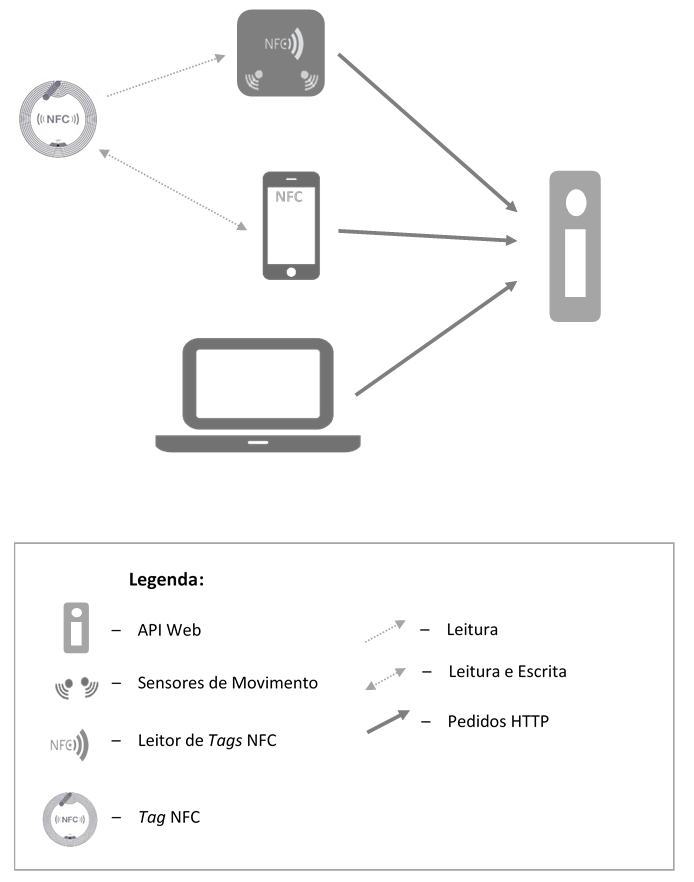 NFC
NFC
NFC
Legenda:
– API Web
– Leitura
– Sensores de Movimento
– Leitura e Escrita
– Leitor de Tags NFC
– Pedidos HTTP
NFC
– Tag NFC
NFC